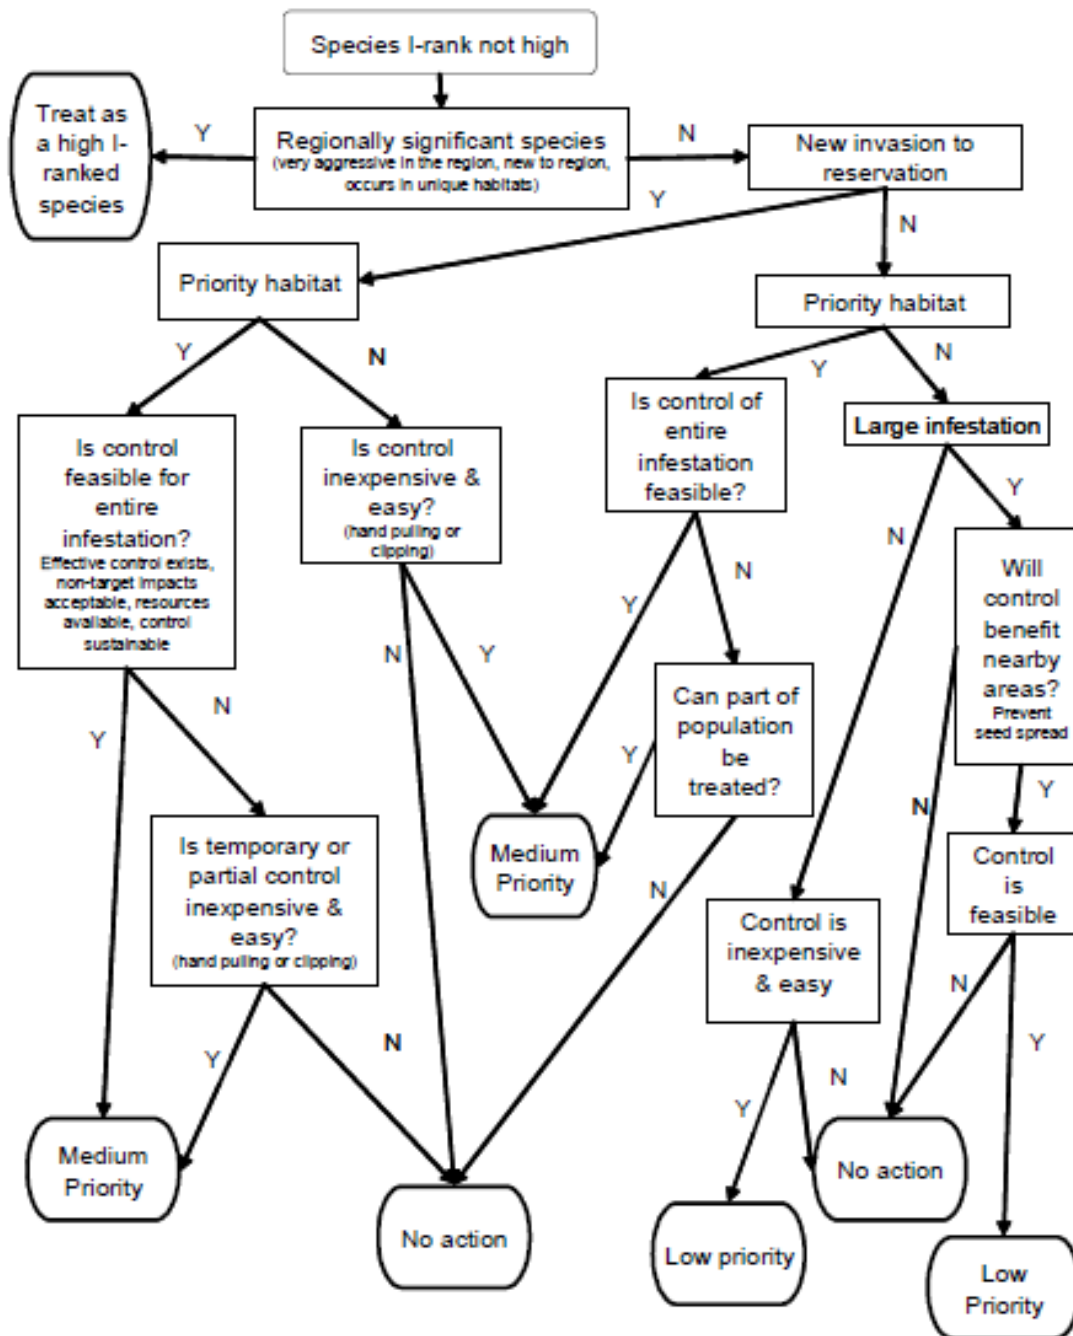 Species I-rank not high
Treat as
a high I-
ranked
species
Y
Regionally significant species
(very aggressive in the region, new to region,
occurs in unique habitats)
N
New invasion to
reservation
Y
N
Priority habitat
Priority habitat
Y
N
Y
N
Is control
feasible for
entire
infestation?
Effective control exists,
non-target impacts
acceptable, resources
available, control
sustainable
Is control
inexpensive &
easy?
(hand pulling or
clipping)
Is control of
entire
infestation
feasible?
Large infestation
Y
N
Will
control
benefit
nearby
areas?
Prevent
seed spread
N
Y
N
Y
Can part of
population
be
treated?
Y
N
Y
Y
N
Is temporary or
partial control
inexpensive &
easy?
(hand pulling or clipping)
Medium
Priority
N
Control is
inexpensive
& easy
Control
is
feasible
Y
N
N
Y
Y
N
Medium
Priority
No action
Low priority
No action
Low
Priority